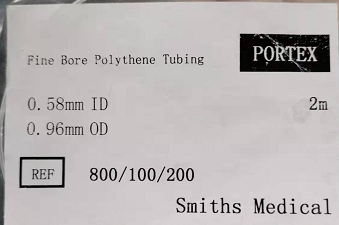 PORTEX
Fine Bore Polythene Tubing
0.58mm ID 2m
0.96mm OD
REF 800/100/200
Smiths Medical